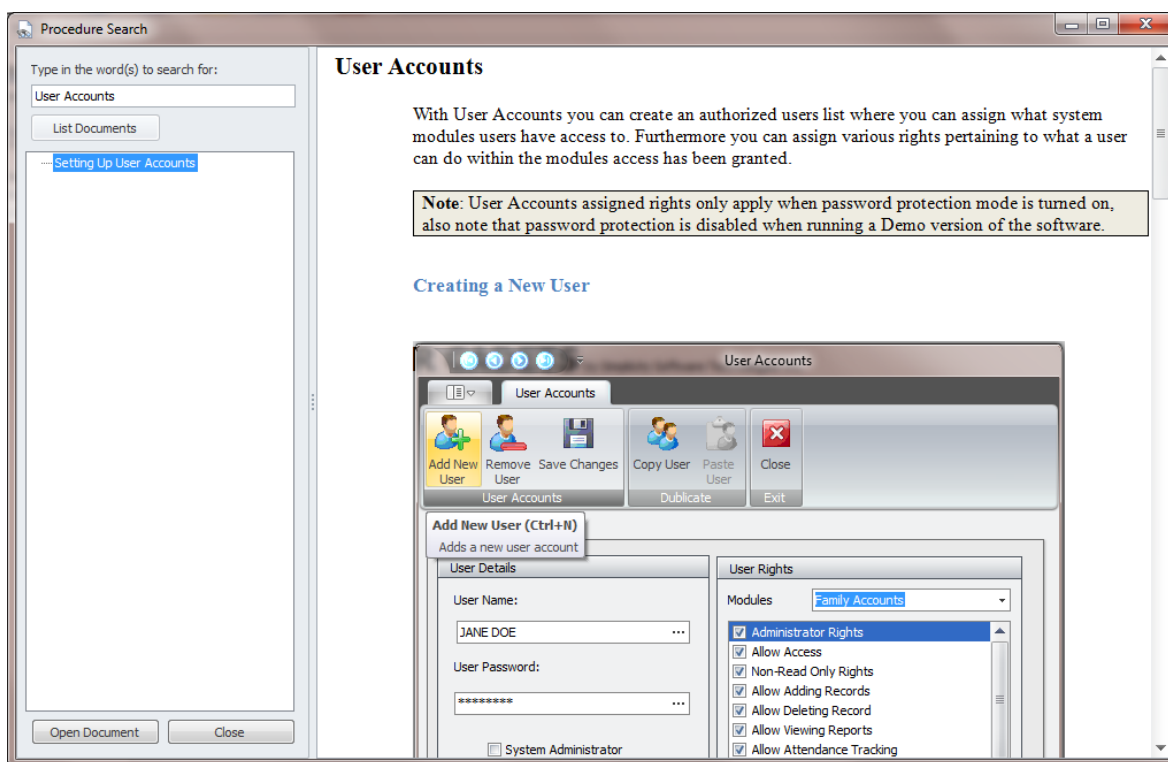 Procedure Search
Type in the word(s) to search for:
User Accounts
List Documents
Setting Up User Accounts
Open Document
Close
User Accounts
With User Accounts you can create an authorized users list where you can assign what system
modules users have access to. Furthermore you can assign various rights pertaining to what a user
can do within the modules access has been granted.
Note: User Accounts assigned rights only apply when password protection mode is turned on,
also note that password protection is disabled when running a Demo version of the software.
Creating a New User
User Accounts
User Accounts
Add New User
Remove User
Save Changes
Copy User
Paste User
Close
User Accounts
Dublicate
Exit
Add New User (Ctrl+N)
Adds a new user account
User Details
User Name:
JANE DOE
User Password:
********
System Administrator
User Rights
Modules
Family Accounts
Administrator Rights
Allow Access
Non-Read Only Rights
Allow Adding Records
Allow Deleting Record
Allow Viewing Reports
Allow Attendance Tracking